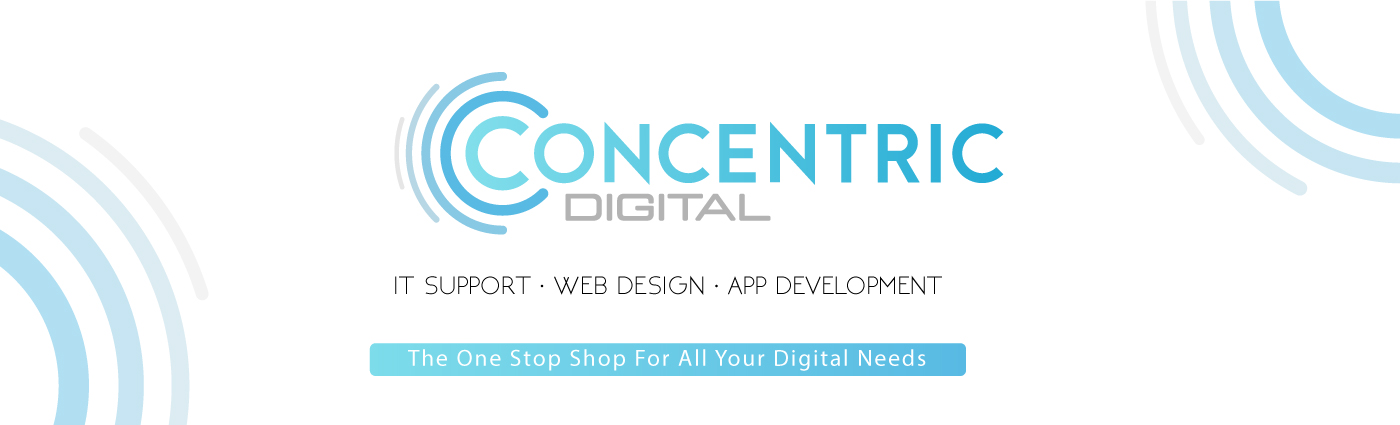 CONCENTRIC
DIGITAL
IT SUPPORT · WEB DESIGN · APP DEVELOPMENT
The One Stop Shop For All Your Digital Needs